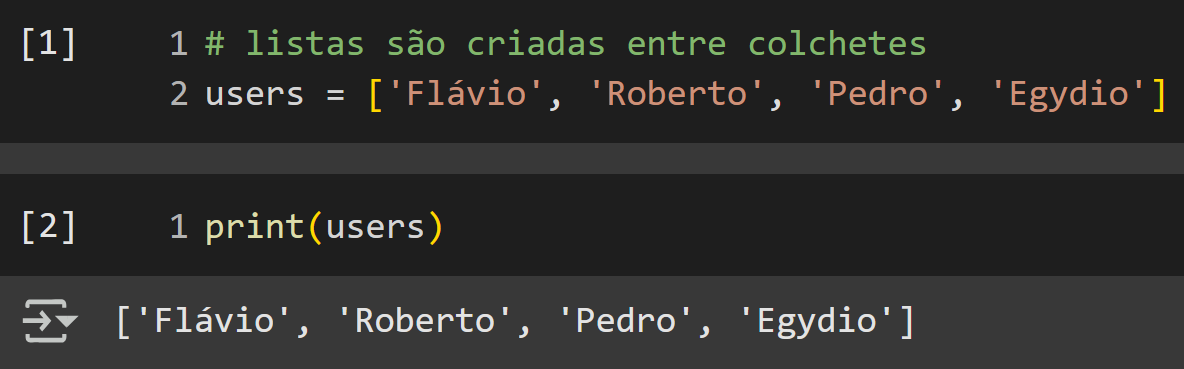 [1] 1 # listas são criadas entre colchetes
2 users = ['Flávio', 'Roberto', 'Pedro', 'Egydio']
[2] 1 print(users)
['Flávio', 'Roberto', 'Pedro', 'Egydio']